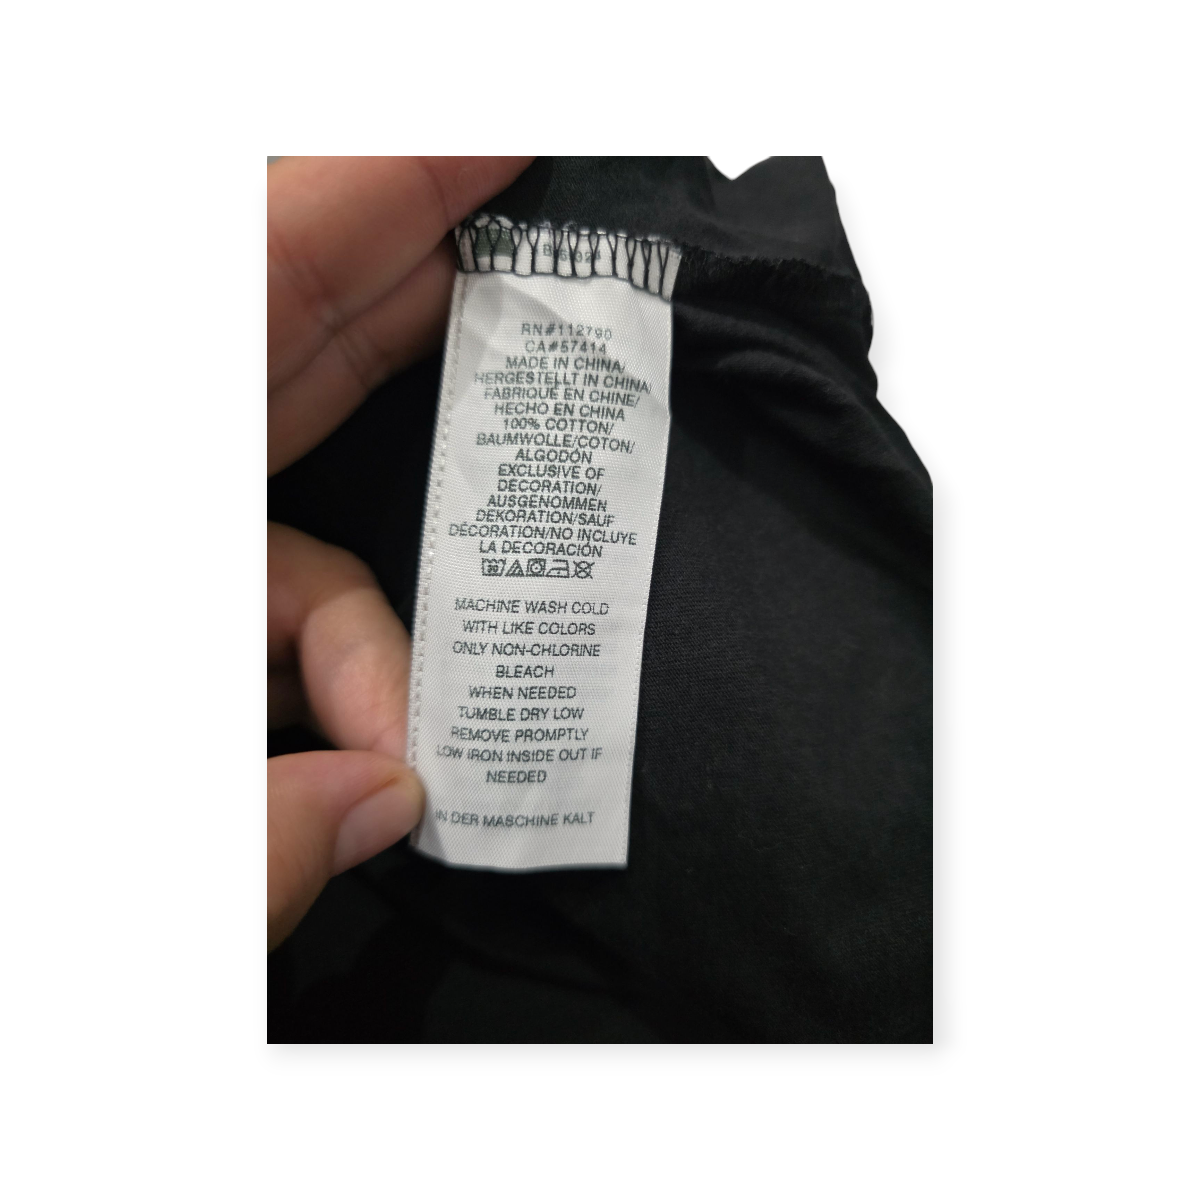 RN#112790
CA#57414
MADE IN CHINA/
HERGESTELLT IN CHINA/
FABRIQUÉ EN CHINE/
HECHO EN CHINA
100% COTTON/
BAUMWOLLE/COTON/
ALGODÓN
EXCLUSIVE OF
DECORATION/
AUSGENOMMEN
DEKORATION/SAUF
DÉCORATION/NO INCLUYE
LA DECORACIÓN
MACHINE WASH COLD
WITH LIKE COLORS
ONLY NON-CHLORINE
BLEACH
WHEN NEEDED
TUMBLE DRY LOW
REMOVE PROMPTLY
LOW IRON INSIDE OUT IF
NEEDED
IN DER MASCHINE KALT